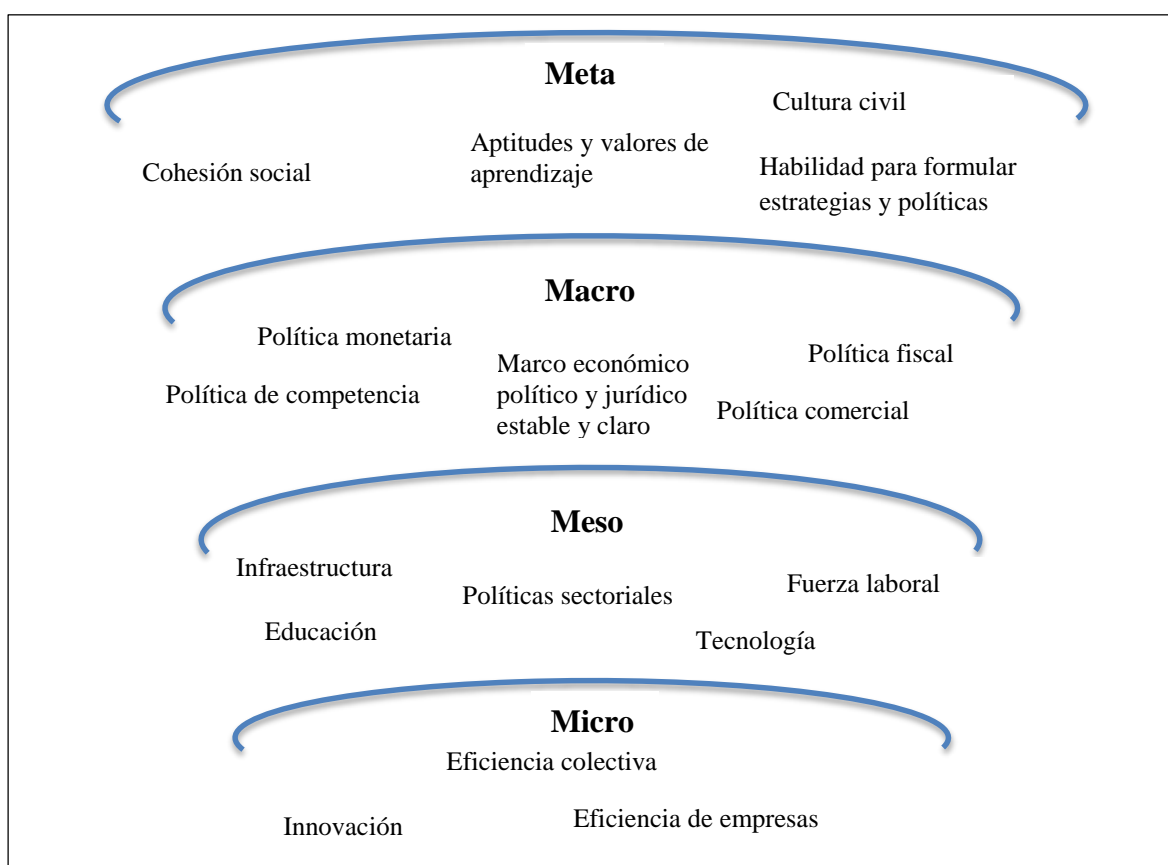 Meta
Cultura civil
Cohesión social
Aptitudes y valores de
aprendizaje
Habilidad para formular
estrategias y políticas
Macro
Política monetaria
Política fiscal
Política de competencia
Marco económico
político y jurídico
estable y claro
Política comercial
Meso
Infraestructura
Políticas sectoriales
Fuerza laboral
Educación
Tecnología
Micro
Eficiencia colectiva
Innovación
Eficiencia de empresas